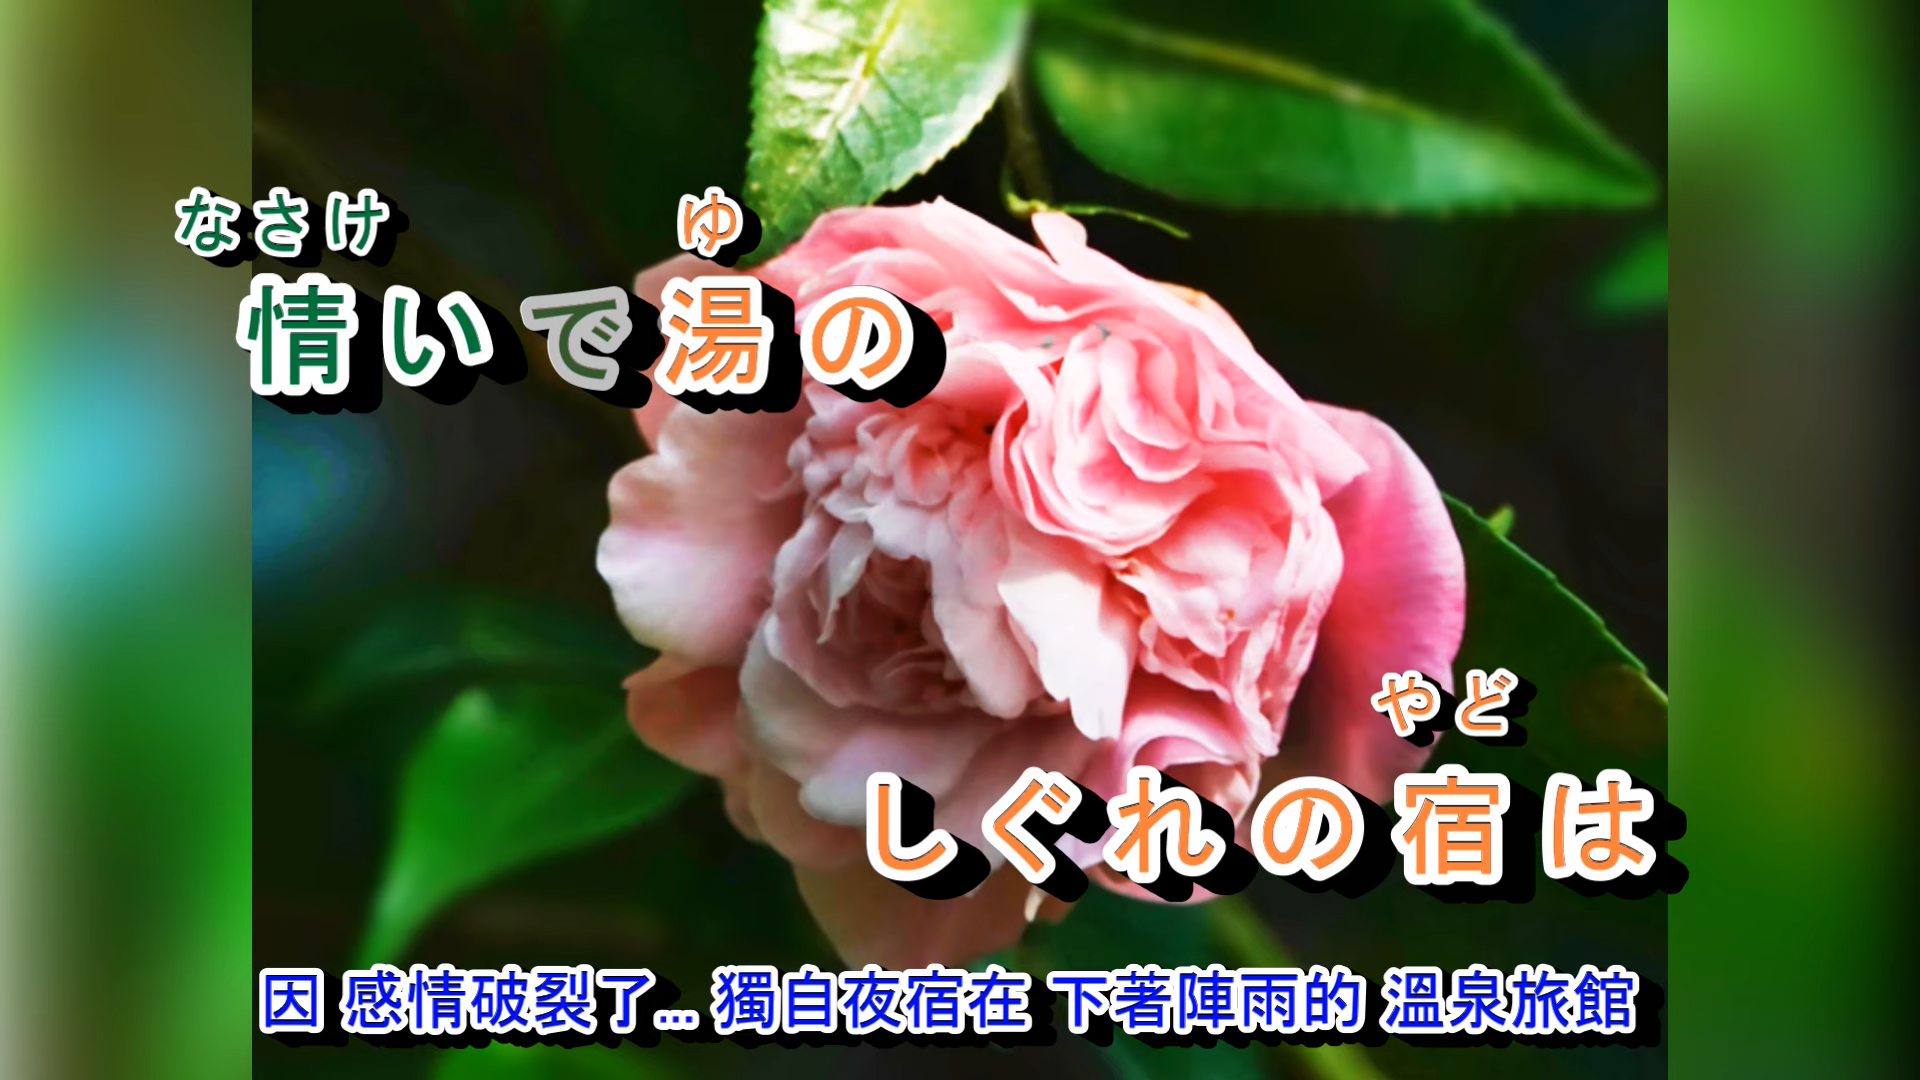 なさけ ゆ
情いで湯の
やど
しぐれの宿は
因 感情破裂了... 獨自夜宿在 下著陣雨的 溫泉旅館